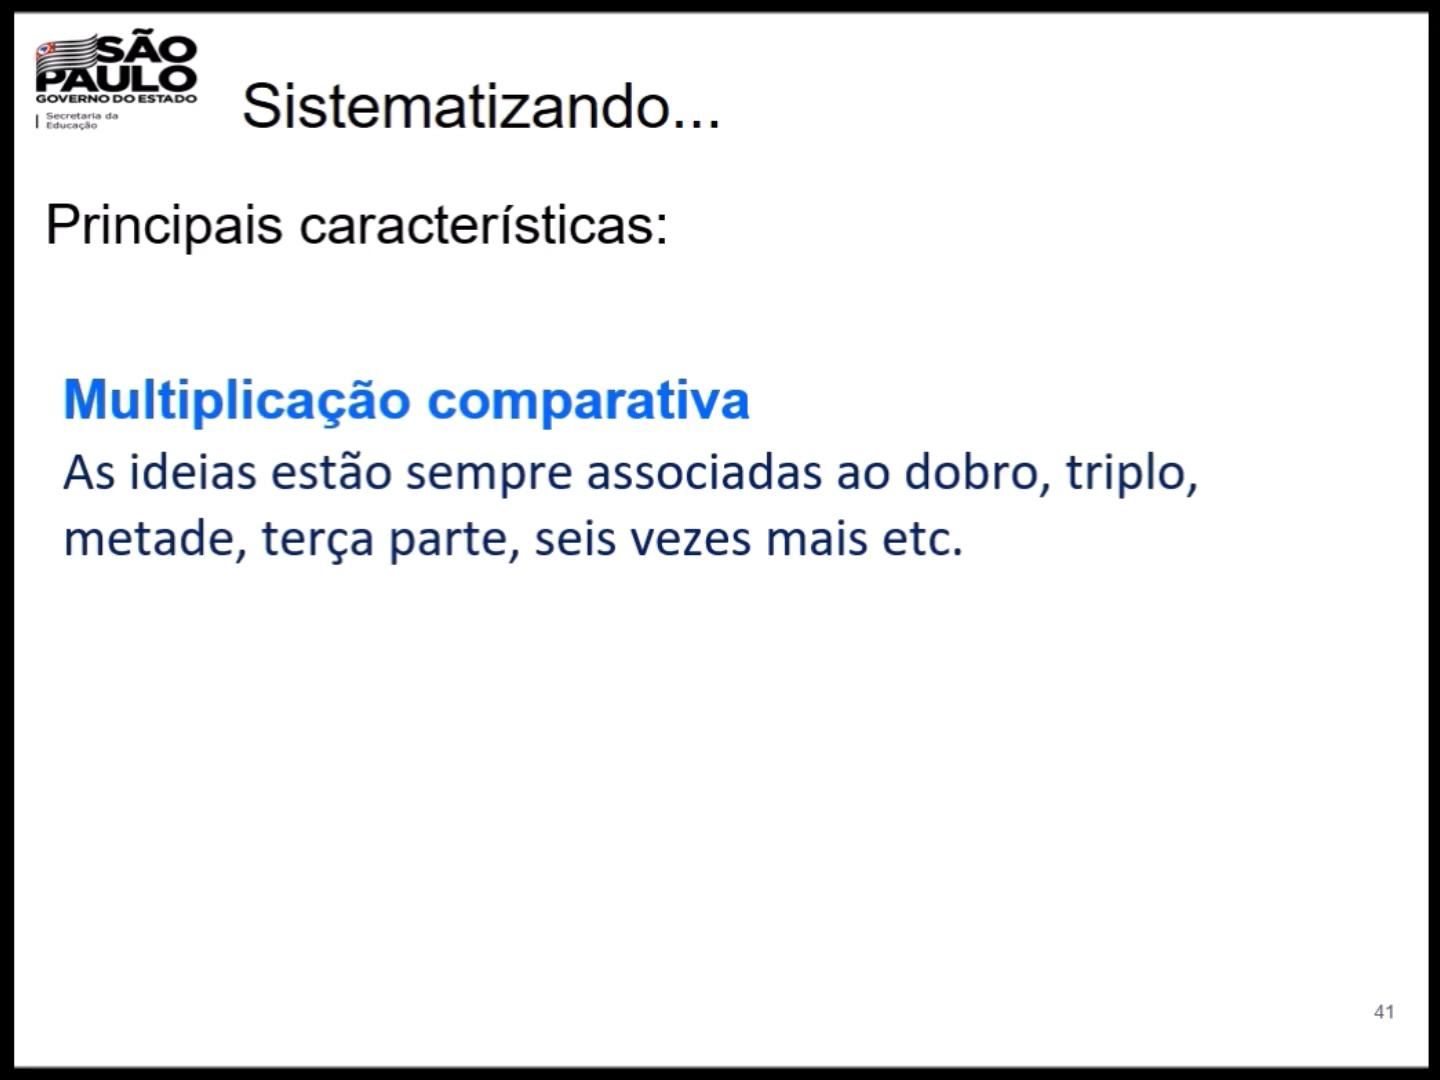 SÃO
PAULO
GOVERNO DO ESTADO
Secretaria da
Educação
Sistematizando...
Principais características:
Multiplicação comparativa
As ideias estão sempre associadas ao dobro, triplo,
metade, terça parte, seis vezes mais etc.
41